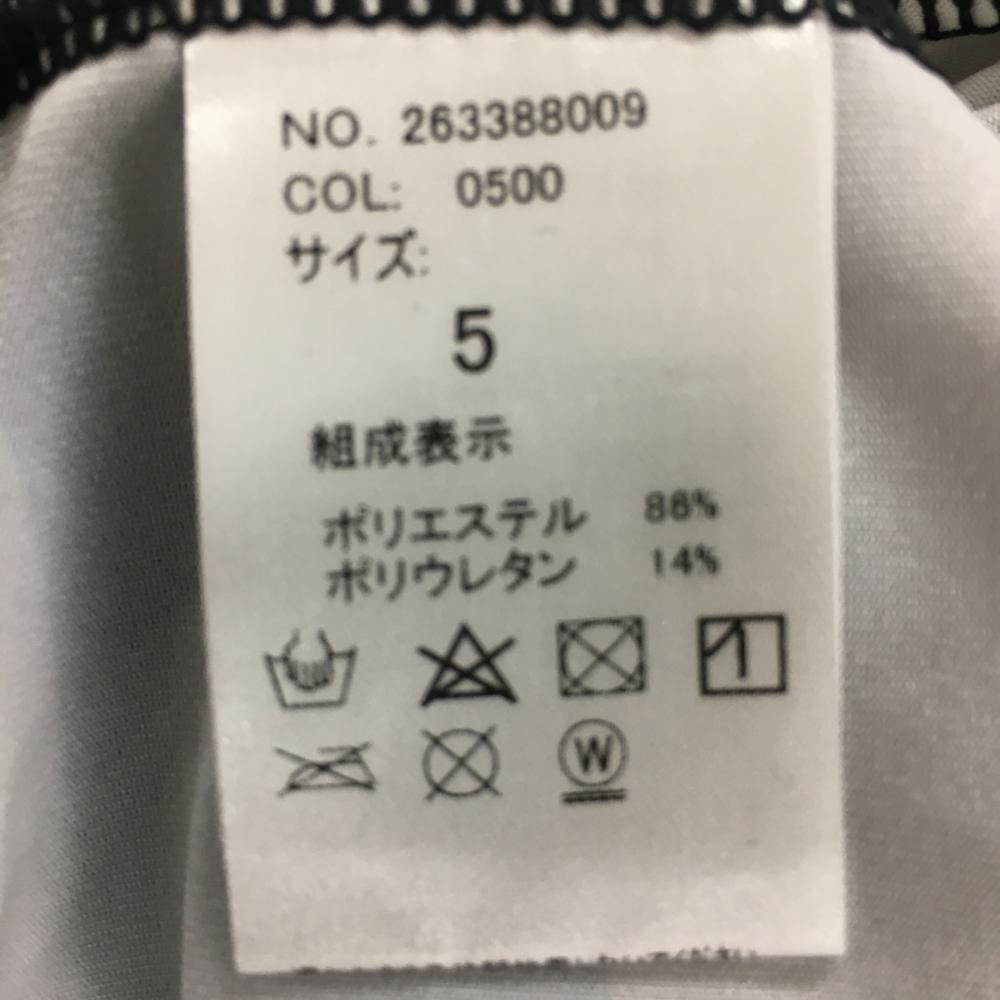 NO. 263388009
COL: 0500
サイズ:
5
組成表示
ポリエステル 86%
ポリウレタン 14%
W